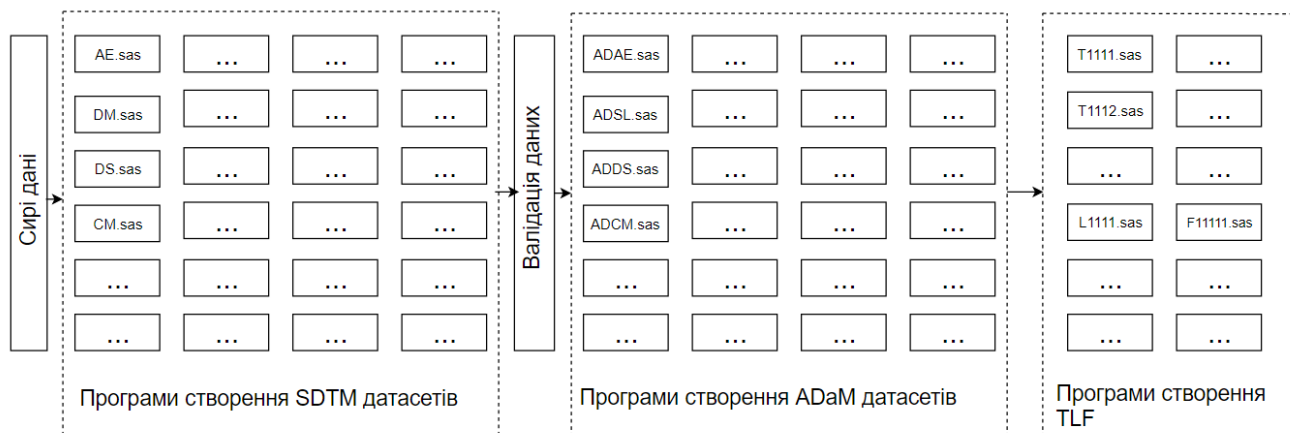 Сирі дані
AE.sas ... ... ...
DM.sas ... ... ...
DS.sas ... ... ...
CM.sas ... ... ...
... ... ... ...
... ... ... ...
Програми створення SDTM датасетів
Валідація даних
ADAE.sas ... ... ...
ADSL.sas ... ... ...
ADDS.sas ... ... ...
ADCM.sas ... ... ...
... ... ... ...
... ... ... ...
Програми створення ADaM датасетів
T1111.sas ...
T1112.sas ...
... ...
L1111.sas F11111.sas
... ...
... ...
Програми створення
TLF